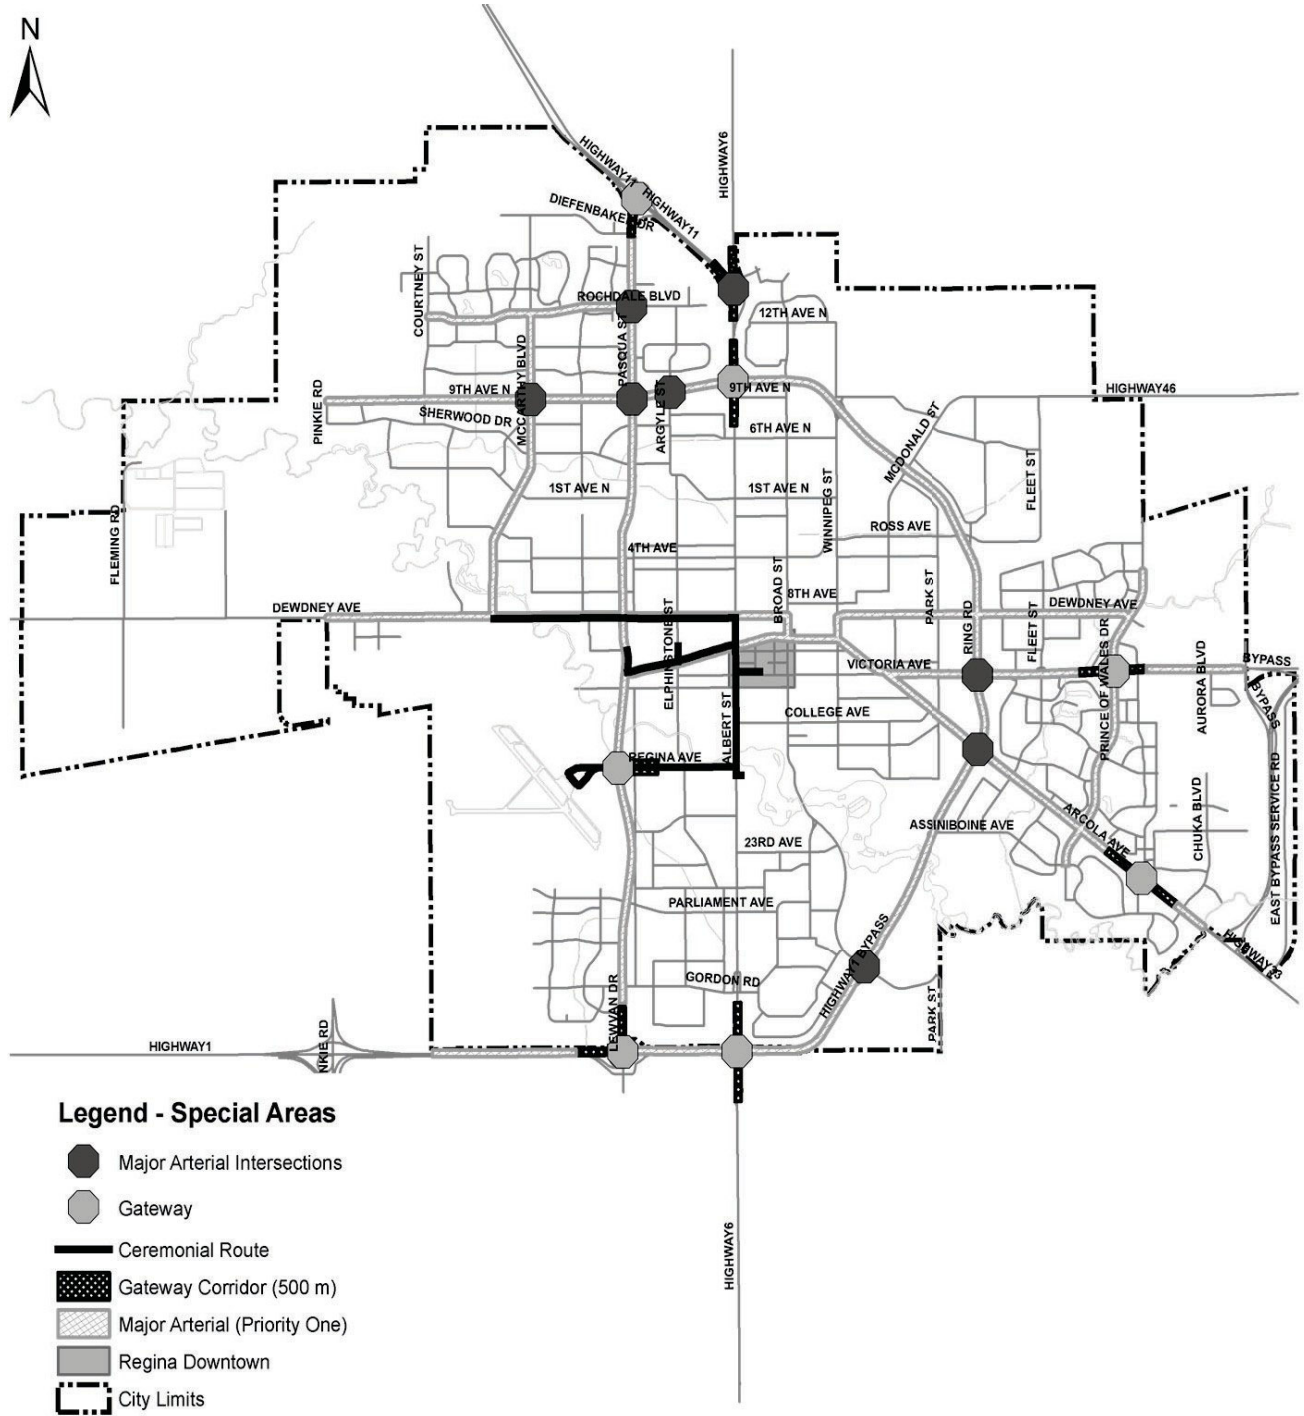 N
HIGHWAY11
HIGHWAY6
HIGHWAY11
DIEFENBAKER DR
COURTNEY ST
ROCHDALE BLVD
12TH AVE N
PASQUA ST
MCCARTHY BLVD
PINKIE RD
9TH AVE N
9TH AVE N
HIGHWAY46
SHERWOOD DR
ARGYLE ST
6TH AVE N
MCDONALD ST
FLEET ST
1ST AVE N
1ST AVE N
WINNIPEG ST
ROSS AVE
FLEMING RD
4TH AVE
BROAD ST
8TH AVE
PARK ST
DEWDNEY AVE
DEWDNEY AVE
ELPHINSTONE ST
RING RD
FLEET ST
PRINCE OF WALES DR
VICTORIA AVE
AURORA BLVD
BYPASS
BYPASS
ALBERT ST
COLLEGE AVE
REGINA AVE
EAST BYPASS SERVICE RD
CHUKA BLVD
ARCOLA AVE
ASSINIBOINE AVE
23RD AVE
PARLIAMENT AVE
HIGHWAY1 BYPASS
HIGHWAY33
GORDON RD
LEWVAN DR
PARK ST
HIGHWAY1
NKIE RD
Legend - Special Areas
Major Arterial Intersections
Gateway
Ceremonial Route
Gateway Corridor (500 m)
Major Arterial (Priority One)
Regina Downtown
City Limits
HIGHWAY6